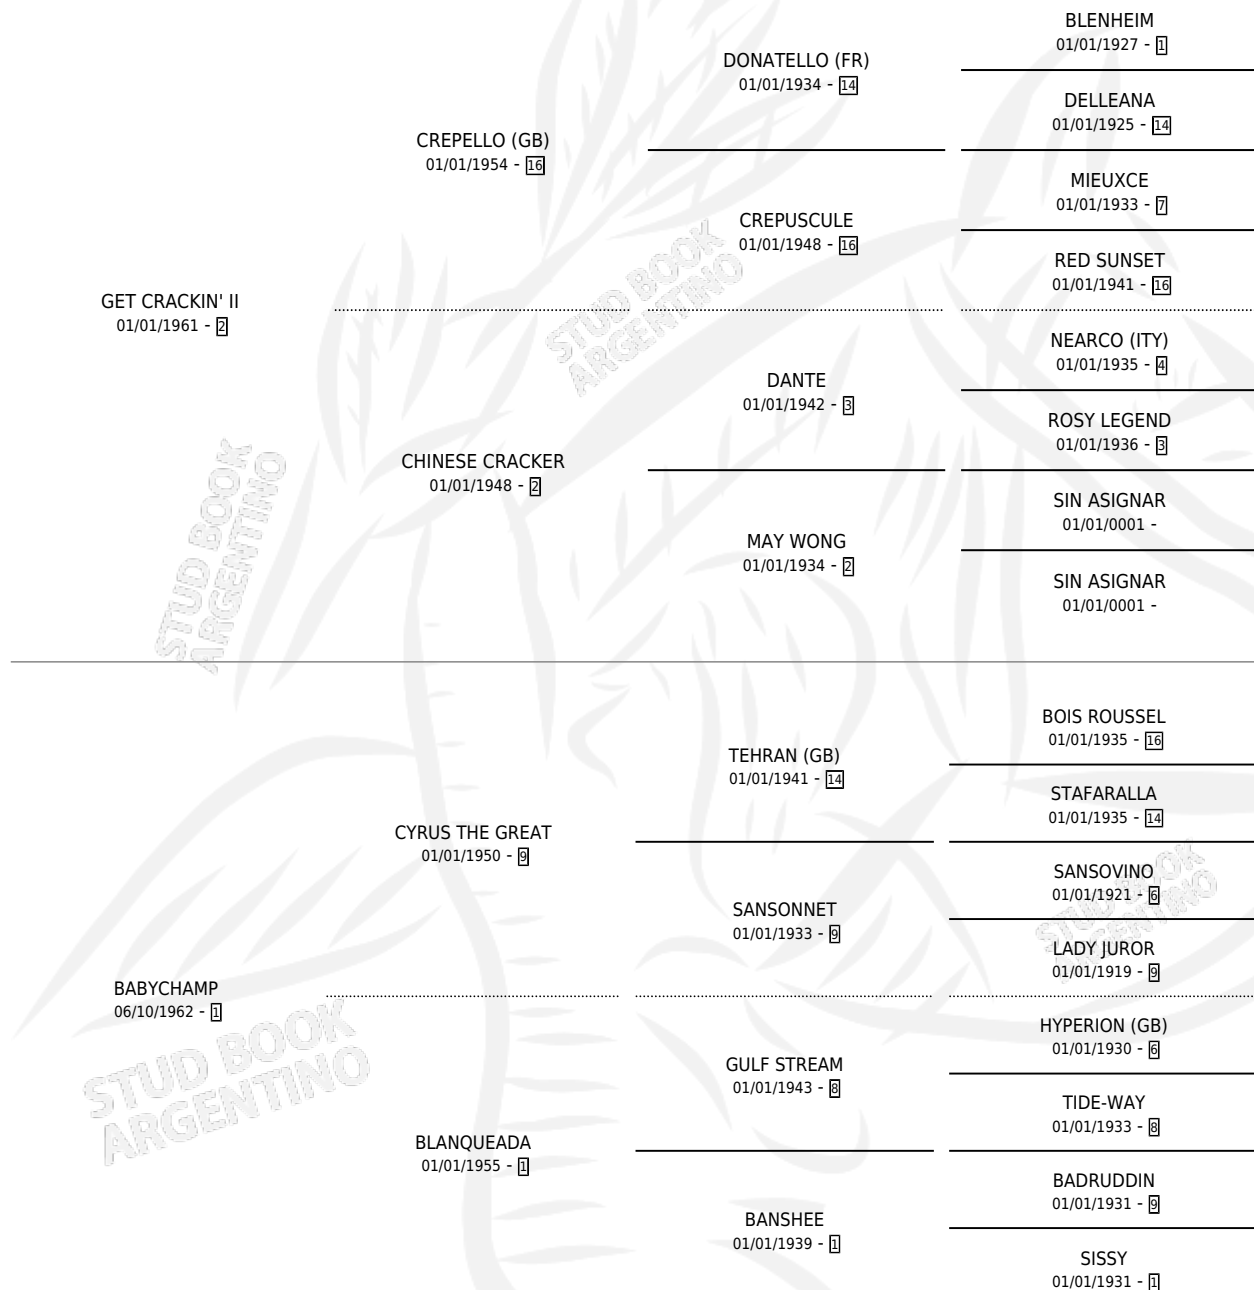 BLENHEIM
01/01/1927 - 1
DONATELLO (FR)
01/01/1934 - 14
DELLEANA
01/01/1925 - 14
CREPELLO (GB)
01/01/1954 - 16
MIEUXCE
01/01/1933 - 7
CREPUSCULE
01/01/1948 - 16
RED SUNSET
01/01/1941 - 16
GET CRACKIN' II
01/01/1961 - 2
NEARCO (ITY)
01/01/1935 - 4
DANTE
01/01/1942 - 3
ROSY LEGEND
01/01/1936 - 3
CHINESE CRACKER
01/01/1948 - 2
SIN ASIGNAR
01/01/0001 -
MAY WONG
01/01/1934 - 2
SIN ASIGNAR
01/01/0001 -
STUD BOOK
ARGENTINO
STUD BOOK
ARGENTINO
BOIS ROUSSEL
01/01/1935 - 16
TEHRAN (GB)
01/01/1941 - 14
STAFARALLA
01/01/1935 - 14
CYRUS THE GREAT
01/01/1950 - 9
SANSOVINO
01/01/1921 - 6
SANSONNET
01/01/1933 - 9
LADY JUROR
01/01/1919 - 9
BABYCHAMP
06/10/1962 - 1
HYPERION (GB)
01/01/1930 - 6
GULF STREAM
01/01/1943 - 8
TIDE-WAY
01/01/1933 - 8
BLANQUEADA
01/01/1955 - 1
BADRUDDIN
01/01/1931 - 9
BANSHEE
01/01/1939 - 1
SISSY
01/01/1931 - 1
STUD BOOK
ARGENTINO
STUD BOOK
ARGENTINO